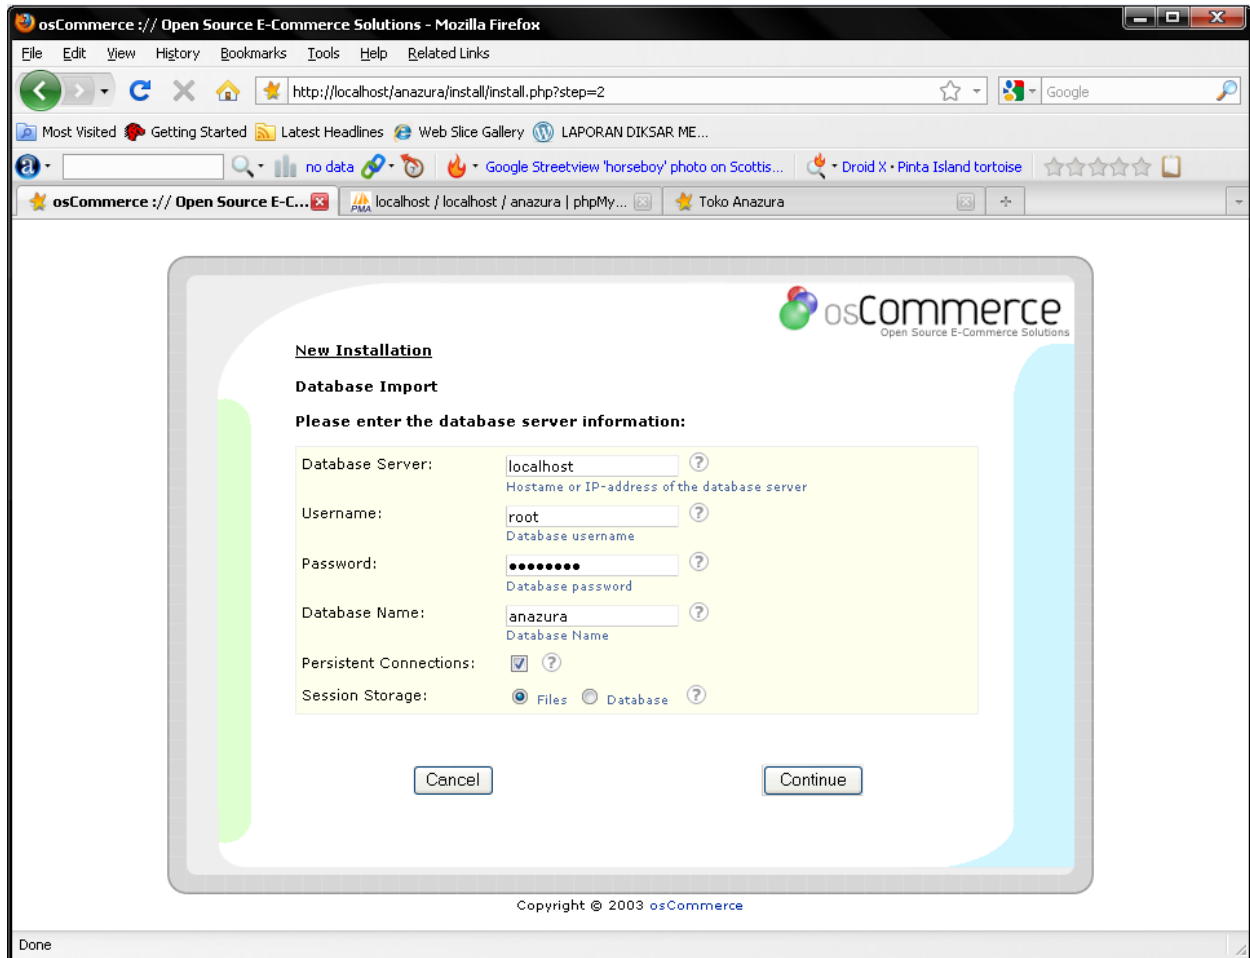 osCommerce :// Open Source E-Commerce Solutions - Mozilla Firefox
File Edit View History Bookmarks Tools Help Related Links
http://localhost/anazura/install/install.php?step=2 Google
Most Visited Getting Started Latest Headlines Web Slice Gallery LAPORAN DIKSAR ME...
a no data Google Streetview 'horseboy' photo on Scottis... Droid X • Pinta Island tortoise
osCommerce :// Open Source E-C... PMA localhost / localhost / anazura | phpMy... Toko Anazura
osCommerce
Open Source E-Commerce Solutions
New Installation
Database Import
Please enter the database server information:
Database Server: localhost ?
Hostame or IP-address of the database server
Username: root ?
Database username
Password: •••••••• ?
Database password
Database Name: anazura ?
Database Name
Persistent Connections: ?
Session Storage: Files Database ?
Cancel Continue
Copyright © 2003 osCommerce
Done